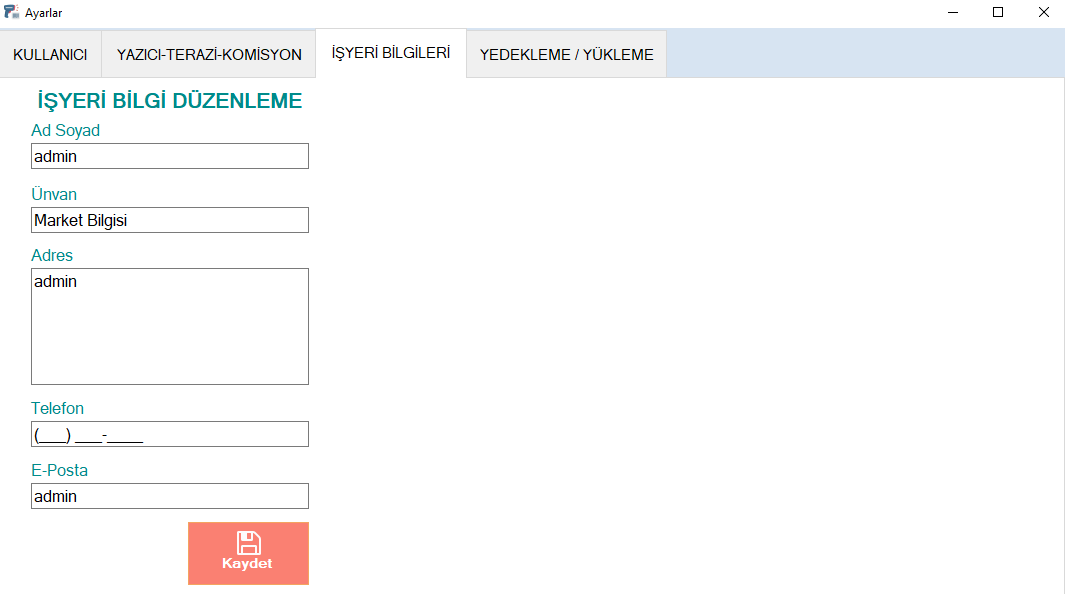 Ayarlar
KULLANICI YAZICI-TERAZİ-KOMİSYON İŞYERİ BİLGİLERİ YEDEKLEME / YÜKLEME
İŞYERİ BİLGİ DÜZENLEME
Ad Soyad
admin
Ünvan
Market Bilgisi
Adres
admin
Telefon
(___) ___-____
E-Posta
admin
Kaydet